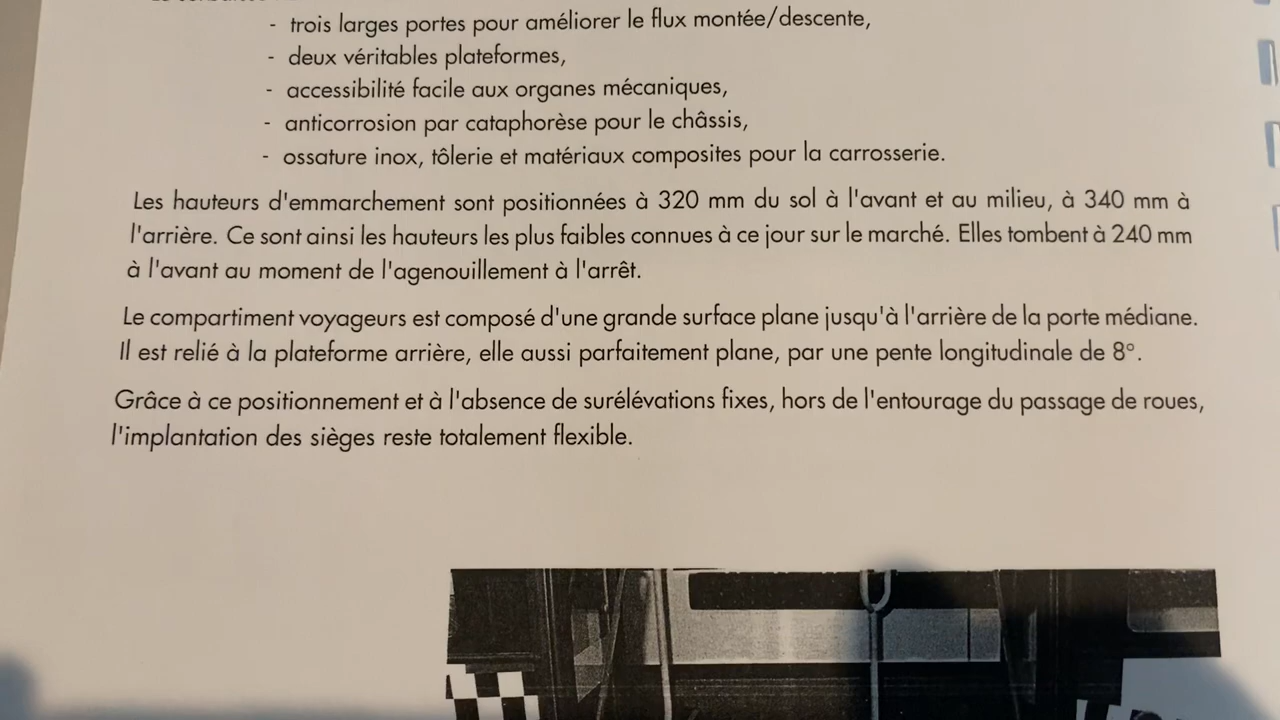 - trois larges portes pour améliorer le flux montée/descente,
- deux véritables plateformes,
- accessibilité facile aux organes mécaniques,
- anticorrosion par cataphorèse pour le châssis,
- ossature inox, tôlerie et matériaux composites pour la carrosserie.
Les hauteurs d'emmarchement sont positionnées à 320 mm du sol à l'avant et au milieu, à 340 mm à
l'arrière. Ce sont ainsi les hauteurs les plus faibles connues à ce jour sur le marché. Elles tombent à 240 mm
à l'avant au moment de l'agenouillement à l'arrêt.
Le compartiment voyageurs est composé d'une grande surface plane jusqu'à l'arrière de la porte médiane.
Il est relié à la plateforme arrière, elle aussi parfaitement plane, par une pente longitudinale de 8°.
Grâce à ce positionnement et à l'absence de surélévations fixes, hors de l'entourage du passage de roues,
l'implantation des sièges reste totalement flexible.